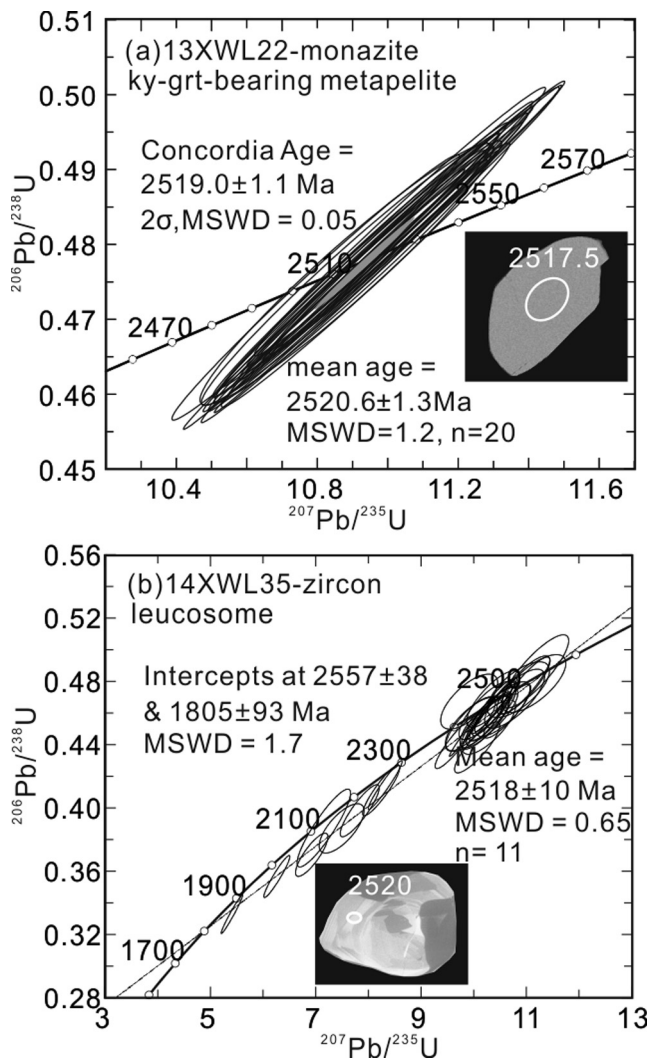 0.51
(a)13XWL22-monazite
ky-grt-bearing metapelite
0.50
Concordia Age =
2519.0±1.1 Ma
2σ,MSWD = 0.05
0.49
2570
2550
0.48
2510
2517.5
0.47
2470
mean age =
2520.6±1.3Ma
MSWD=1.2, n=20
0.46
0.45
10.4
10.8
11.2
11.6
206Pb/238U
207Pb/235U
0.56
(b)14XWL35-zircon
leucosome
0.52
Intercepts at 2557±38
& 1805±93 Ma
MSWD = 1.7
0.48
2500
0.44
2300
Mean age =
2518±10 Ma
MSWD = 0.65
n= 11
0.40
2100
0.36
1900
2520
0.32
1700
0.28
3
5
7
9
11
13
206Pb/238U
207Pb/235U